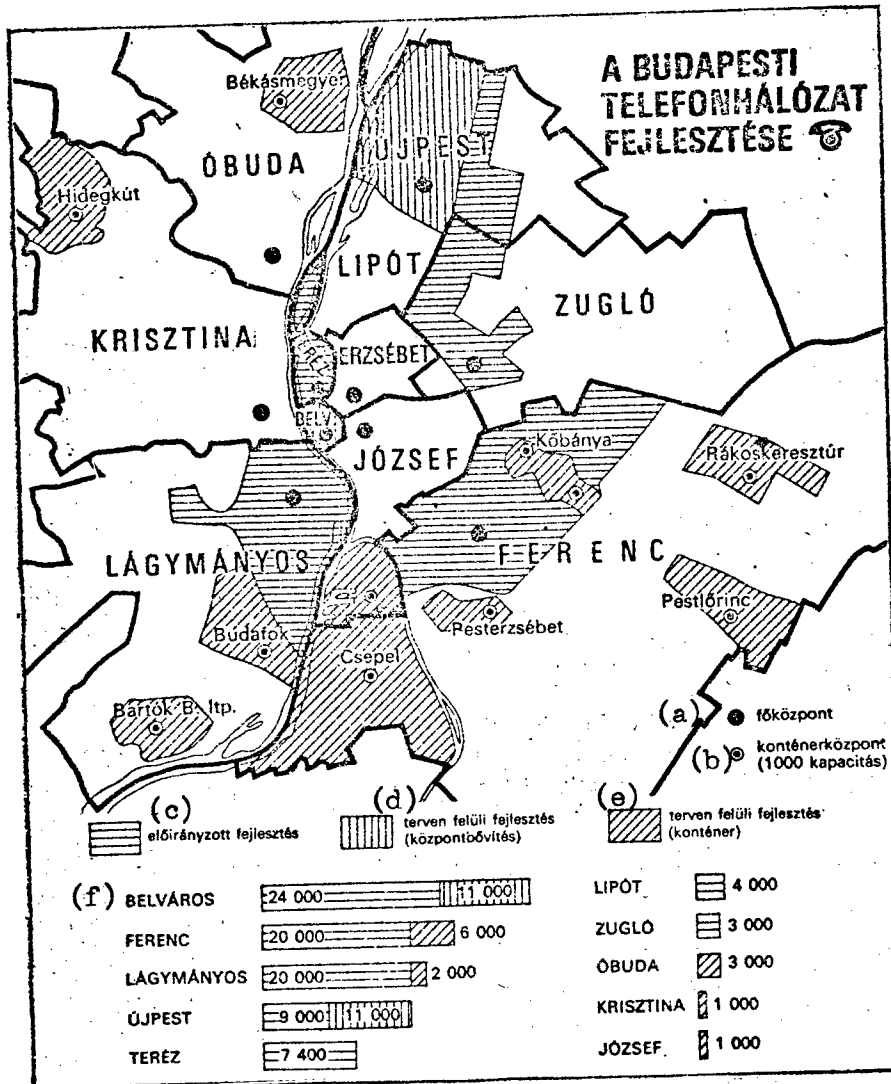 A BUDAPESTI
TELEFONHÁLÓZAT
FEJLESZTÉSE
Békásmegyer
ÓBUDA
ÚJPEST
Hidegkút
LIPÓT
ZUGLÓ
KRISZTINA
ERZSÉBET
BELV.
JÓZSEF
Kőbánya
Rákoskeresztúr
LÁGYMÁNYOS
FERENC
Pestlőrinc
Pesterzsébet
Budafok
Csepel
Bartók B. ltp.
(a) főközpont
(b) konténerközpont
(1000 kapacitás)
(c) előirányzott fejlesztés
(d) terven felüli fejlesztés
(központbővítés)
(e) terven felüli fejlesztés
(konténer)
(f) BELVÁROS 24 000 11 000
FERENC 20 000 6 000
LÁGYMÁNYOS 20 000 2 000
ÚJPEST 9 000 11 000
TERÉZ 7 400
LIPÓT 4 000
ZUGLÓ 3 000
ÓBUDA 3 000
KRISZTINA 1 000
JÓZSEF 1 000